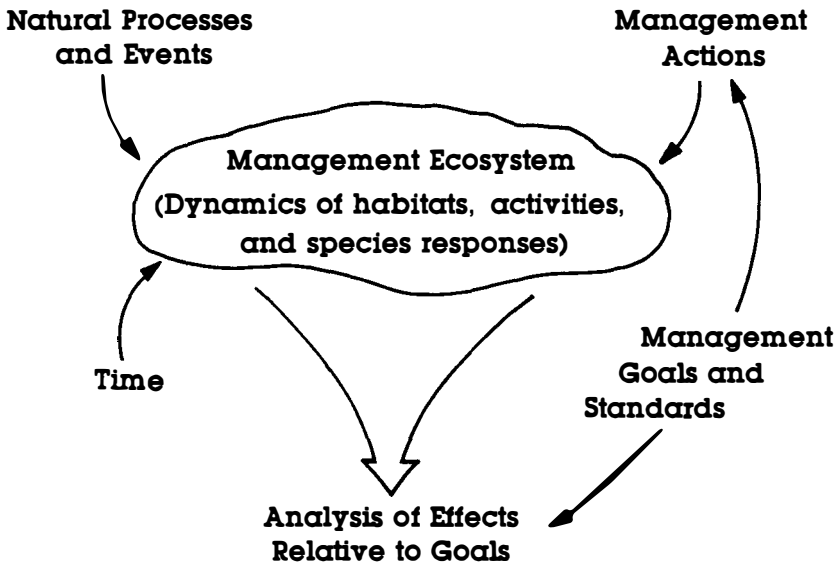 Natural Processes
and Events
Management
Actions
Management Ecosystem
(Dynamics of habitats, activities,
and species responses)
Time
Management
Goals and
Standards
Analysis of Effects
Relative to Goals